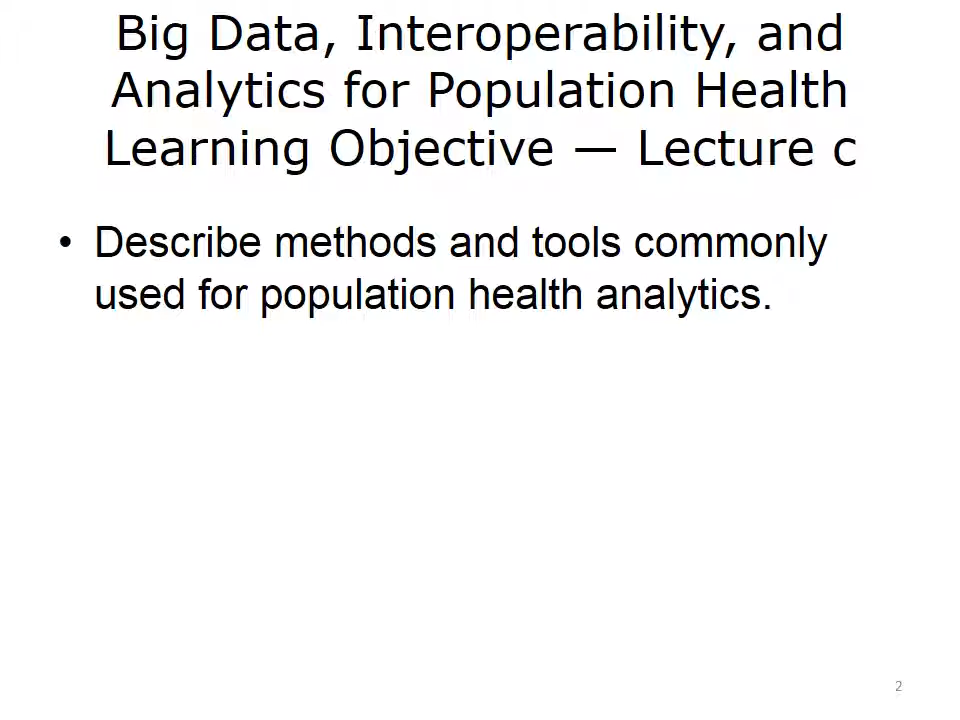 Big Data, Interoperability, and
Analytics for Population Health
Learning Objective — Lecture c
• Describe methods and tools commonly
used for population health analytics.
2